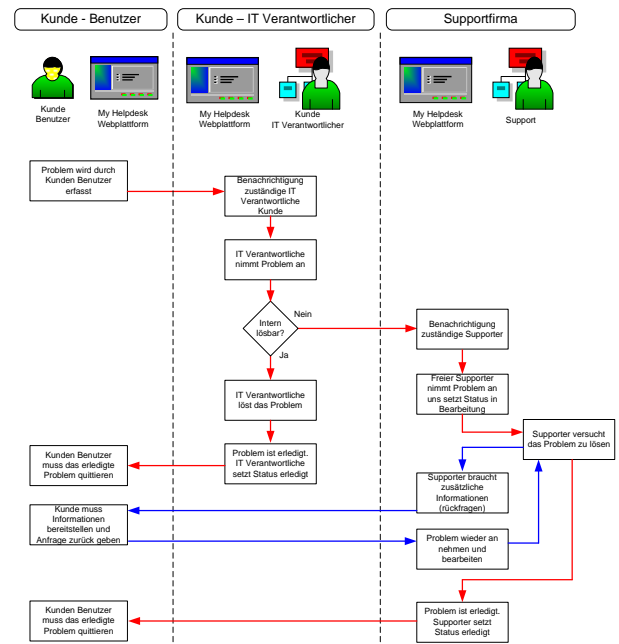 Kunde - Benutzer
Kunde – IT Verantwortlicher
Supportfirma
Kunde
Benutzer
My Helpdesk
Webplattform
My Helpdesk
Webplattform
Kunde
IT Verantwortlicher
My Helpdesk
Webplattform
Support
Problem wird durch
Kunden Benutzer
erfasst
Benachrichtigung
zuständige IT
Verantwortliche
Kunde
IT Verantwortliche
nimmt Problem an
Intern
lösbar?
Nein
Ja
Benachrichtigung
zuständige Supporter
IT Verantwortliche
löst das Problem
Freier Supporter
nimmt Problem an
uns setzt Status in
Bearbeitung
Supporter versucht
das Problem zu lösen
Kunden Benutzer
muss das erledigte
Problem quittieren
Problem ist erledigt.
IT Verantwortliche
setzt Status erledigt
Supporter braucht
zusätzliche
Informationen
(rückfragen)
Kunde muss
Informationen
bereitstellen und
Anfrage zurück geben
Problem wieder an
nehmen und
bearbeiten
Kunden Benutzer
muss das erledigte
Problem quittieren
Problem ist erledigt.
Supporter setzt
Status erledigt